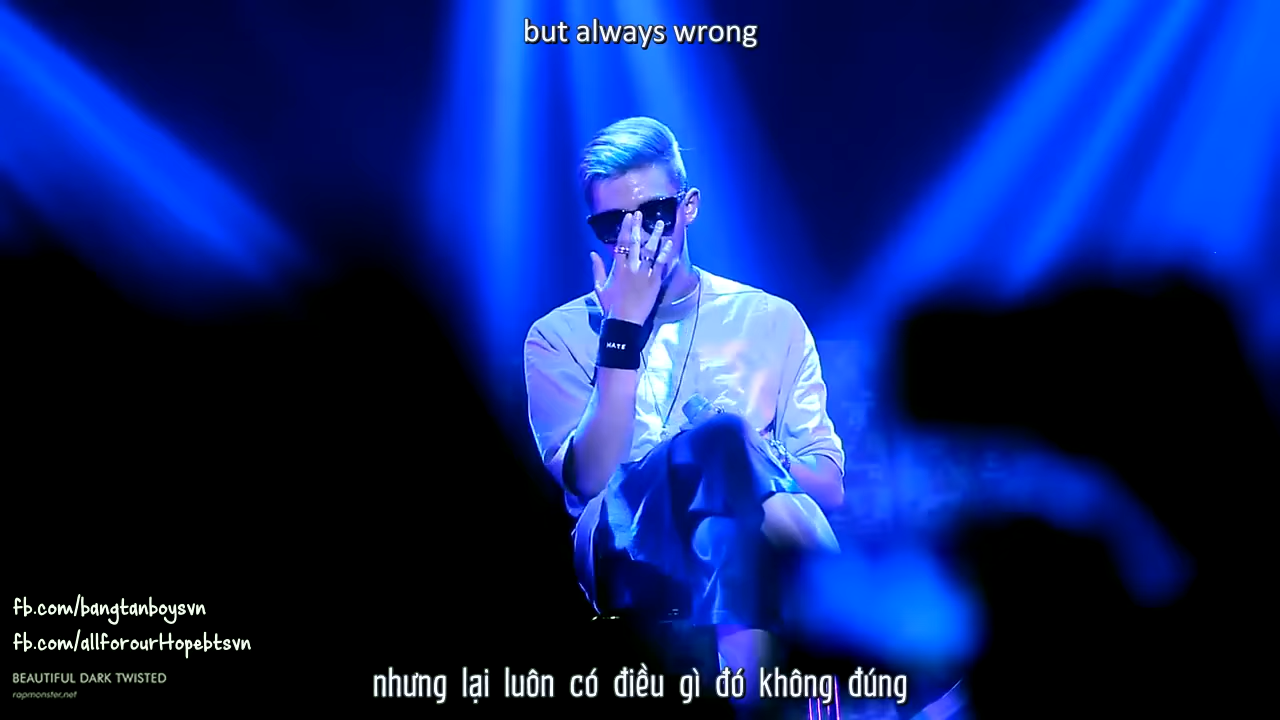 but always wrong
HATE
fb.com/bangtanboysvn
fb.com/allforourHopebtsvn
BEAUTIFUL DARK TWISTED
rapmonster.net
nhưng lại luôn có điều gì đó không đúng